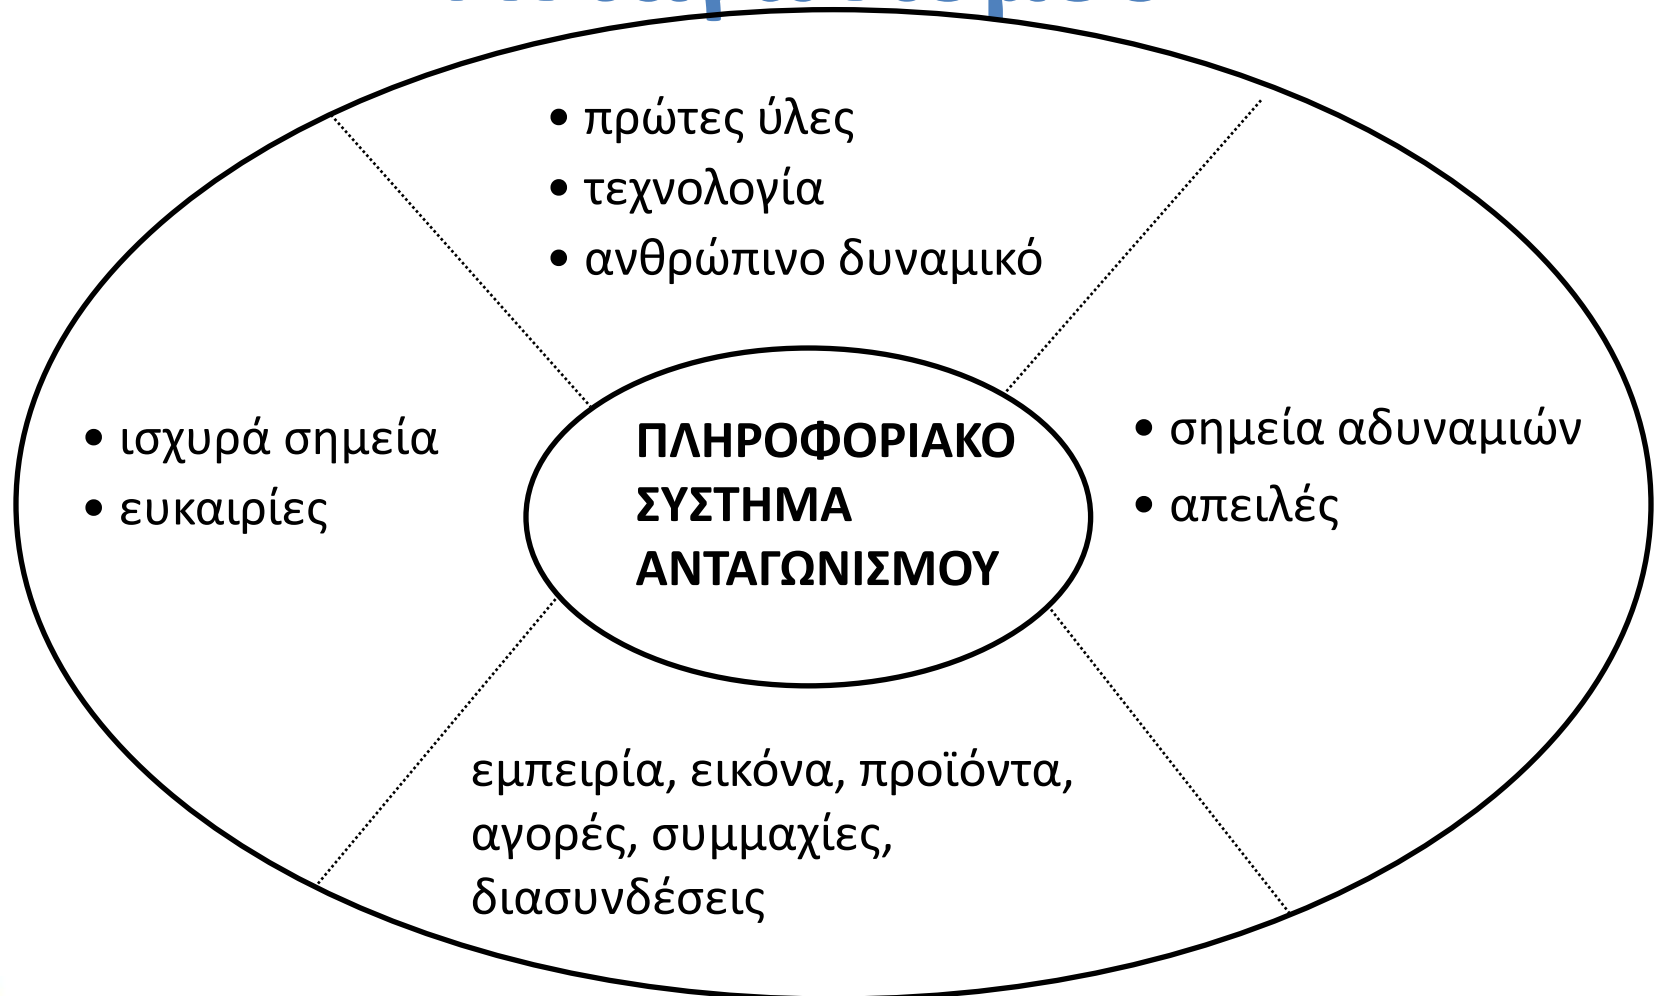 • πρώτες ύλες
• τεχνολογία
• ανθρώπινο δυναμικό
• ισχυρά σημεία
• ευκαιρίες
ΠΛΗΡΟΦΟΡΙΑΚΟ
ΣΥΣΤΗΜΑ
ΑΝΤΑΓΩΝΙΣΜΟΥ
• σημεία αδυναμιών
• απειλές
εμπειρία, εικόνα, προϊόντα,
αγορές, συμμαχίες,
διασυνδέσεις